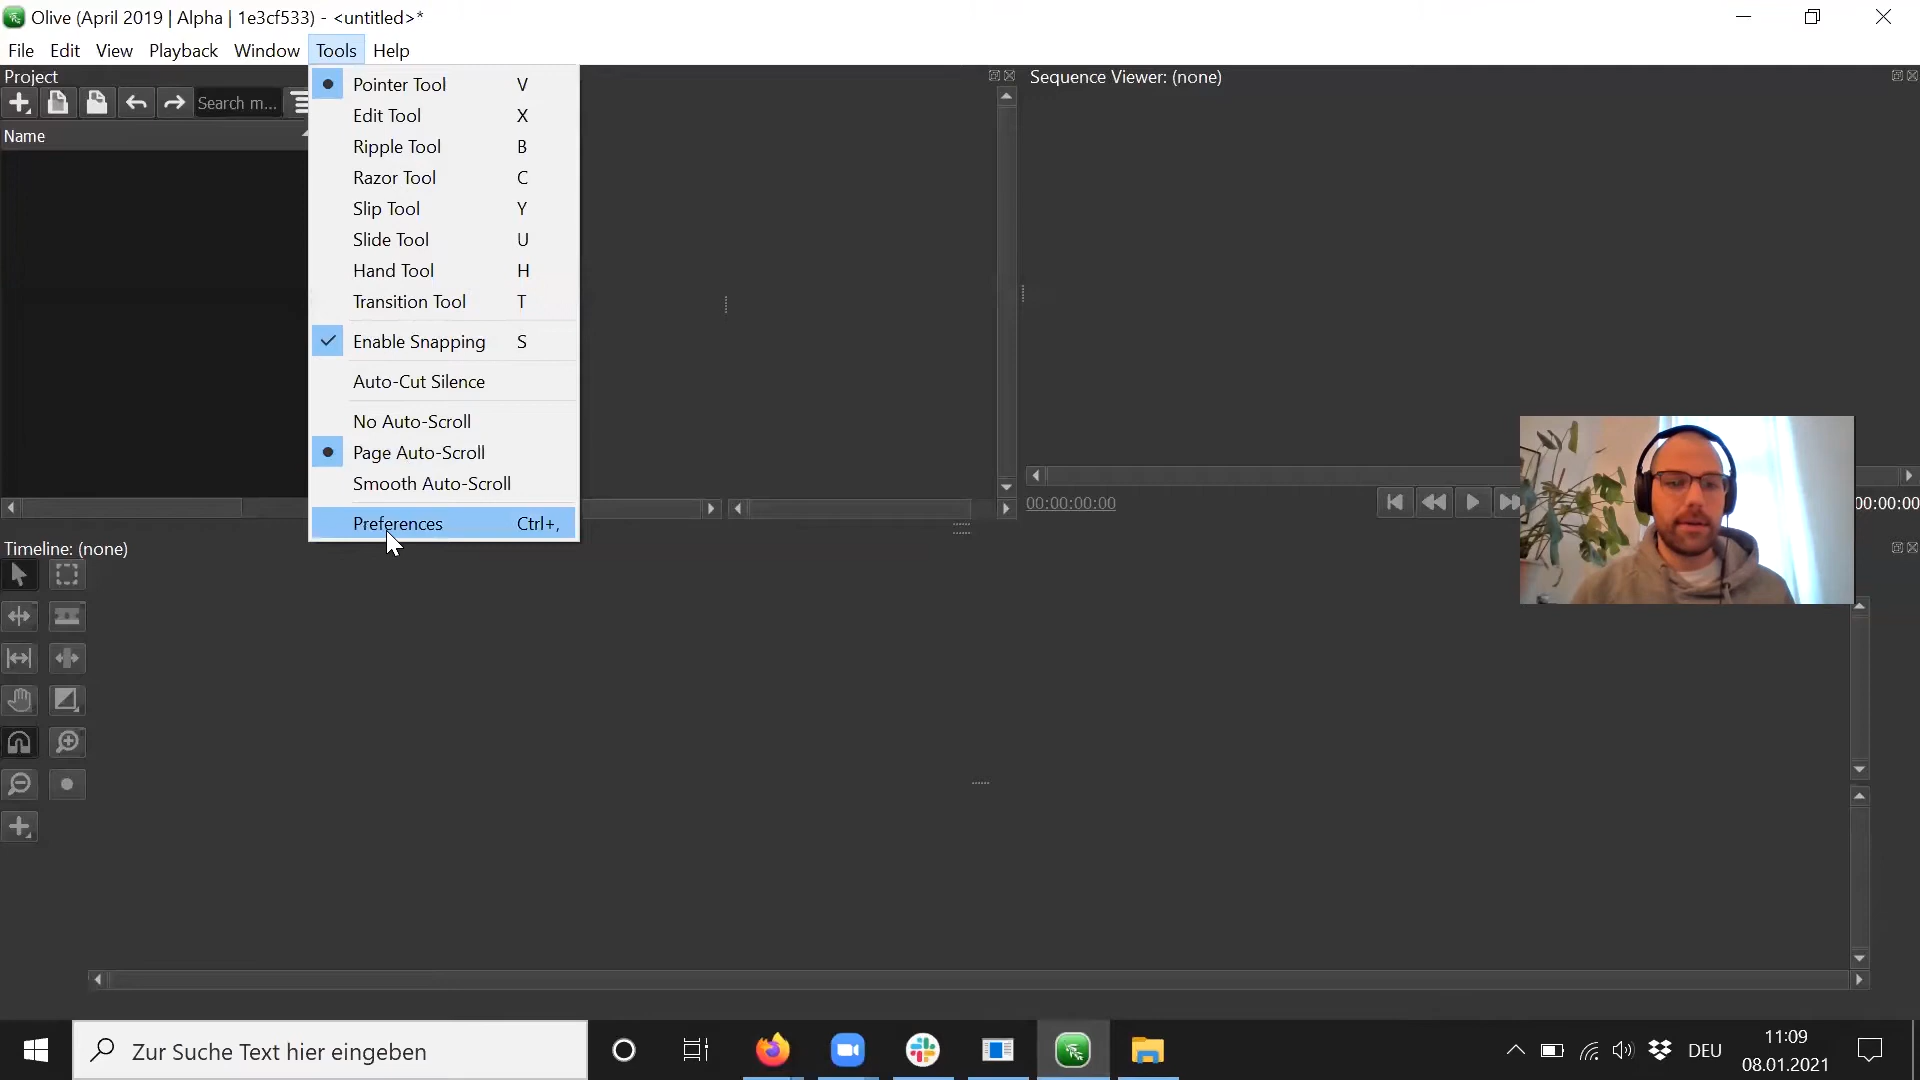 Olive (April 2019 | Alpha | 1e3cf533) - <untitled>*
File Edit View Playback Window Tools Help
Project
Search m...
Name
Pointer Tool V
Edit Tool X
Ripple Tool B
Razor Tool C
Slip Tool Y
Slide Tool U
Hand Tool H
Transition Tool T
Enable Snapping S
Auto-Cut Silence
No Auto-Scroll
Page Auto-Scroll
Smooth Auto-Scroll
Preferences Ctrl+,
Sequence Viewer: (none)
00:00:00:00
00:00:00
Timeline: (none)
Zur Suche Text hier eingeben
DEU
11:09
08.01.2021